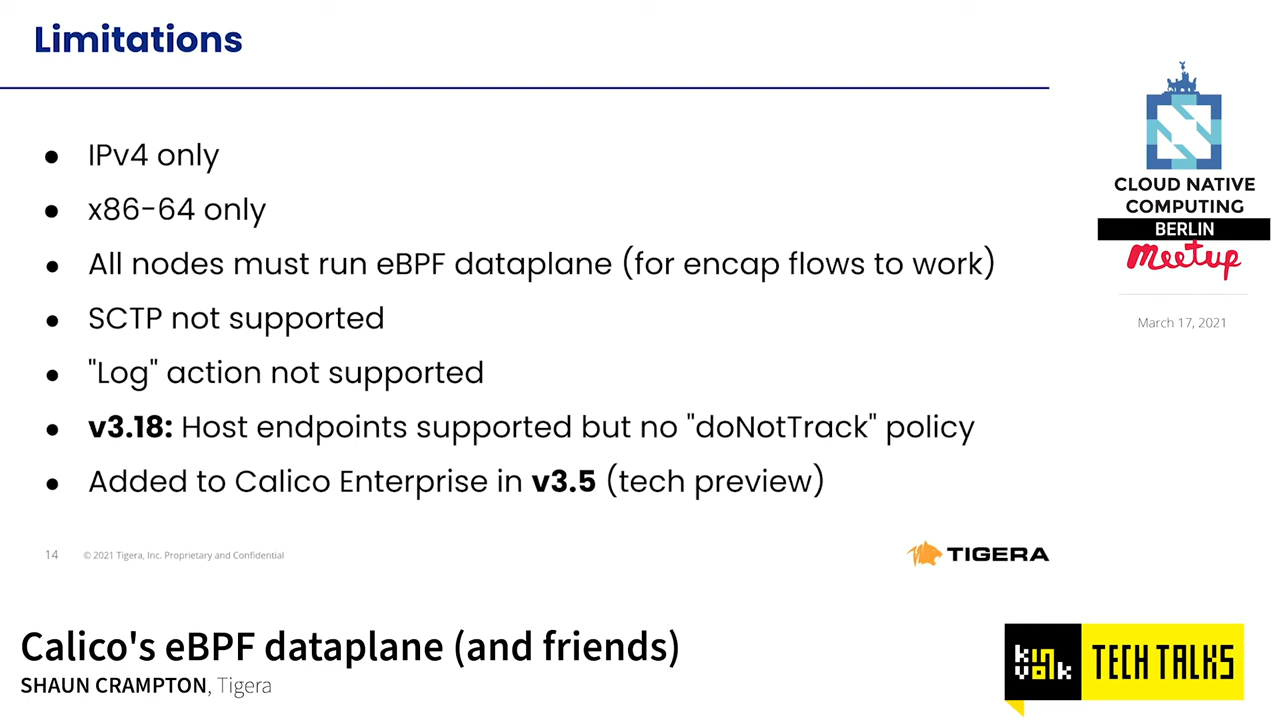 Limitations
● IPv4 only
● x86-64 only
● All nodes must run eBPF dataplane (for encap flows to work)
● SCTP not supported
● "Log" action not supported
● v3.18: Host endpoints supported but no "doNotTrack" policy
● Added to Calico Enterprise in v3.5 (tech preview)
14 © 2021 Tigera, Inc. Proprietary and Confidential
TIGERA
CLOUD NATIVE
COMPUTING
BERLIN
meetup
March 17, 2021
Calico's eBPF dataplane (and friends)
SHAUN CRAMPTON, Tigera
kinvolk
TECH TALKS